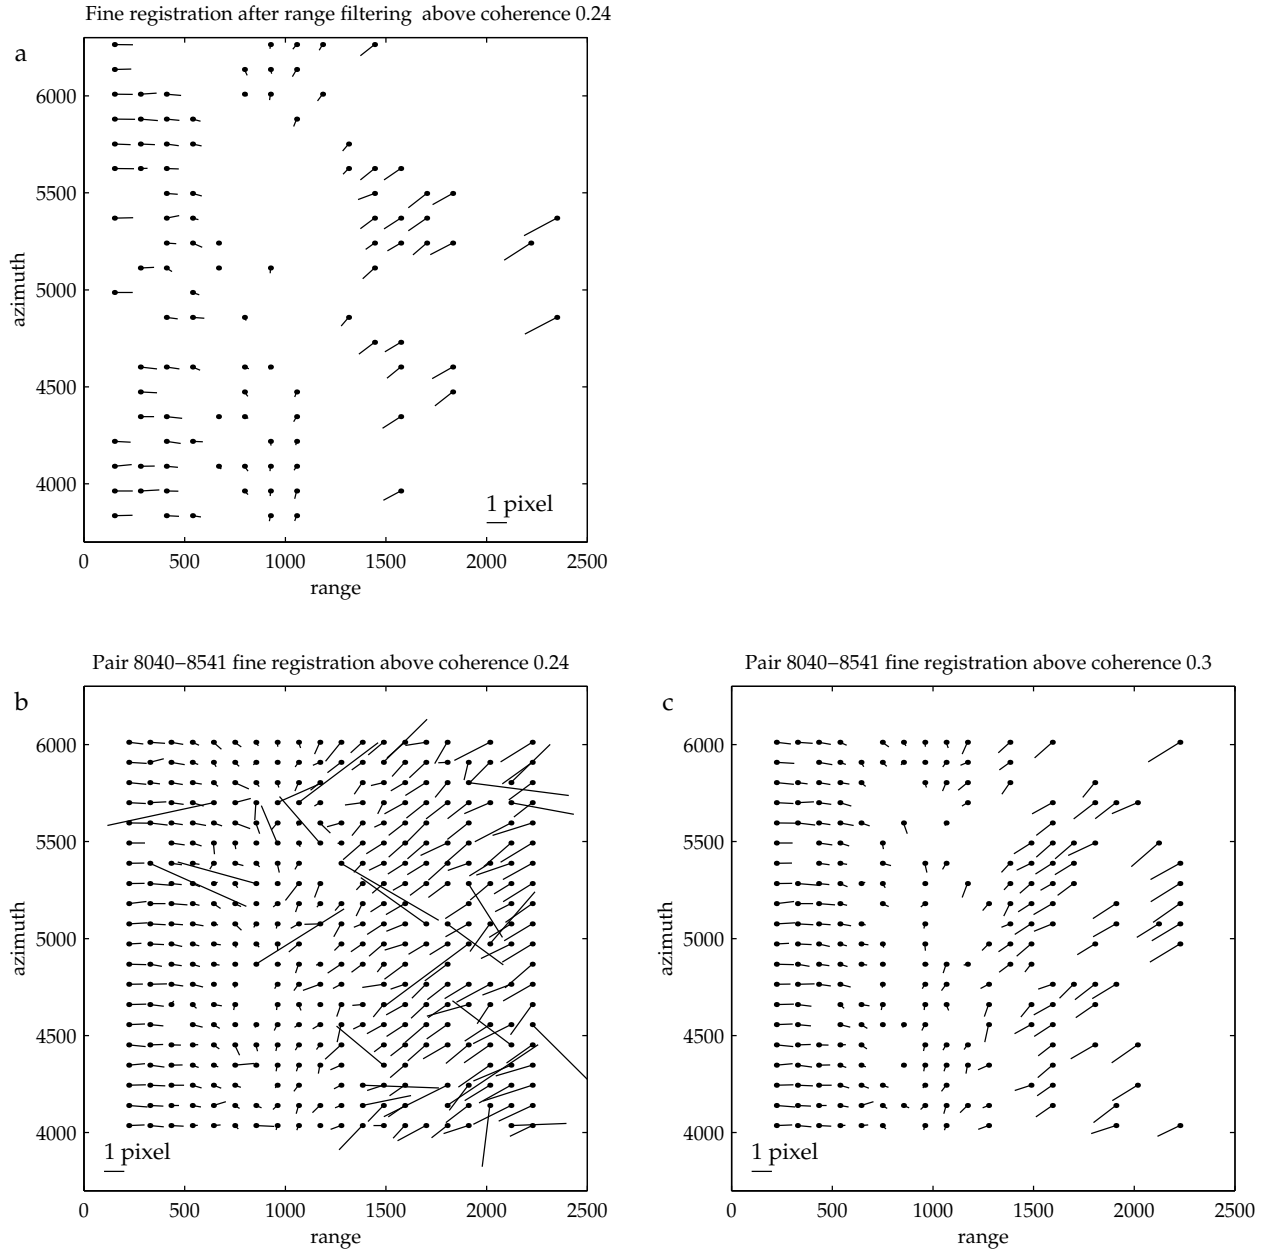 Fine registration after range filtering  above coherence 0.24
a
6000
5500
5000
4500
4000
azimuth
1 pixel
0 500 1000 1500 2000 2500
range
Pair 8040−8541 fine registration above coherence 0.24
b
6000
5500
5000
4500
4000
azimuth
1 pixel
0 500 1000 1500 2000 2500
range
Pair 8040−8541 fine registration above coherence 0.3
c
6000
5500
5000
4500
4000
azimuth
1 pixel
0 500 1000 1500 2000 2500
range